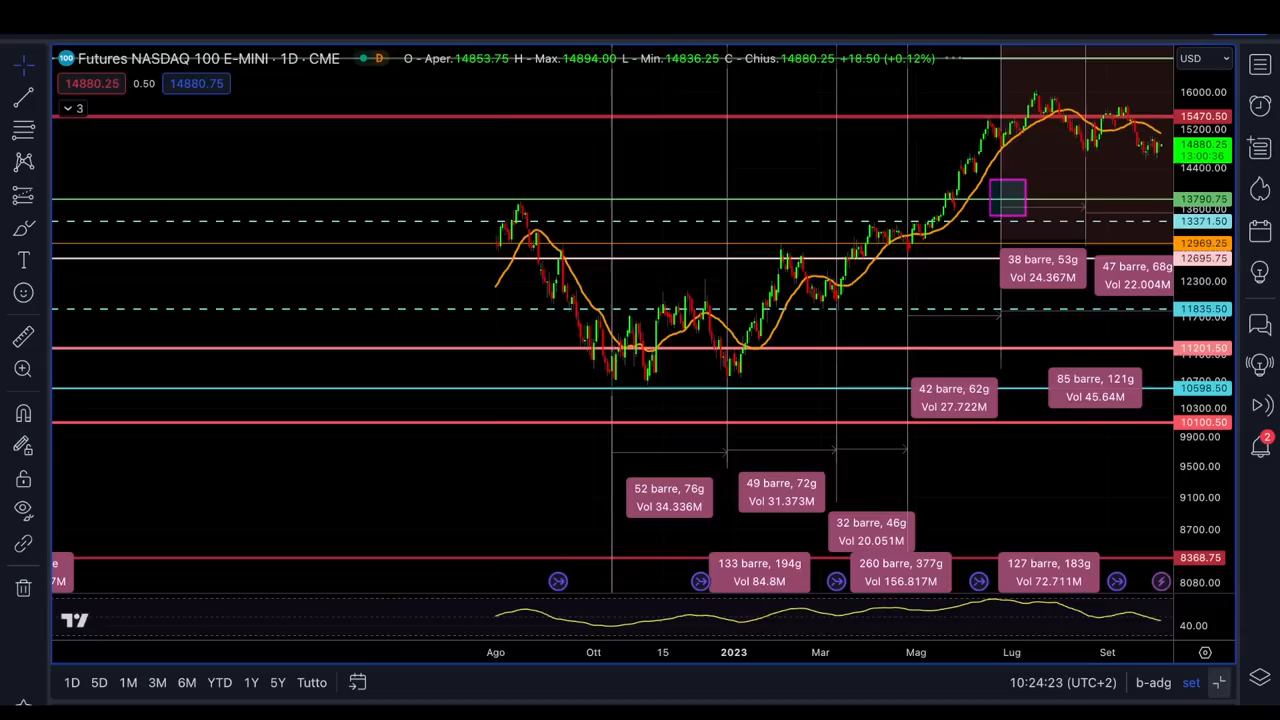 Futures NASDAQ 100 E-MINI · 1D · CME
D
O - Aper.14853.75 H - Max.14894.00 L - Min.14836.25 C - Chius.14880.25 +18.50 (+0.12%)
USD
14880.25 0.50 14880.75
3
16000.00
15470.50
15200.00
14880.25
13:00:36
14400.00
13790.75
13600.00
13371.50
12969.25
12695.75
12300.00
11835.50
11700.00
11201.50
11100.00
10598.50
10300.00
10100.50
9900.00
9500.00
9100.00
8700.00
8368.75
8080.00
40.00
38 barre, 53g
Vol 24.367M
47 barre, 68g
Vol 22.004M
42 barre, 62g
Vol 27.722M
85 barre, 121g
Vol 45.64M
52 barre, 76g
Vol 34.336M
49 barre, 72g
Vol 31.373M
32 barre, 46g
Vol 20.051M
e
7M
133 barre, 194g
Vol 84.8M
260 barre, 377g
Vol 156.817M
127 barre, 183g
Vol 72.711M
Ago Ott 15 2023 Mar Mag Lug Set
1D 5D 1M 3M 6M YTD 1Y 5Y Tutto
10:24:23 (UTC+2) b-adg set
2